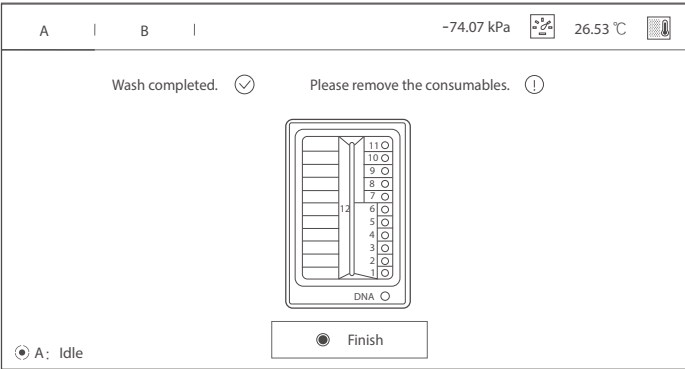 A B -74.07 kPa 26.53 ℃
Wash completed. Please remove the consumables.
11
10
9
8
7
12 6
5
4
3
2
1
DNA
Finish
A: Idle